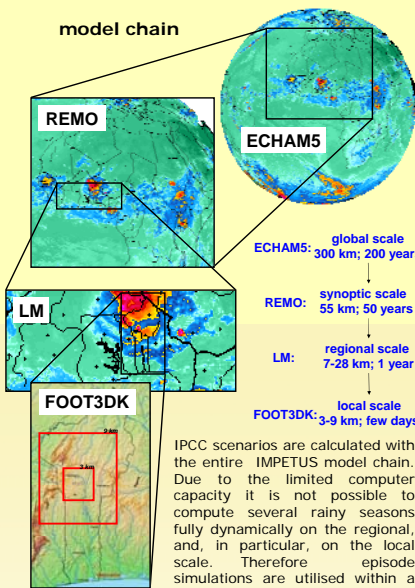 model chain
REMO
ECHAM5
ECHAM5: global scale
300 km; 200 year
REMO: synoptic scale
55 km; 50 years
LM
LM: regional scale
7-28 km; 1 year
FOOT3DK
FOOT3DK: local scale
3-9 km; few days
9 km
3 km
IPCC scenarios are calculated with
the entire IMPETUS model chain.
Due to the limited computer
capacity it is not possible to
compute several rainy seasons
fully dynamically on the regional,
and, in particular, on the local
scale. Therefore episode
simulations are utilised within a